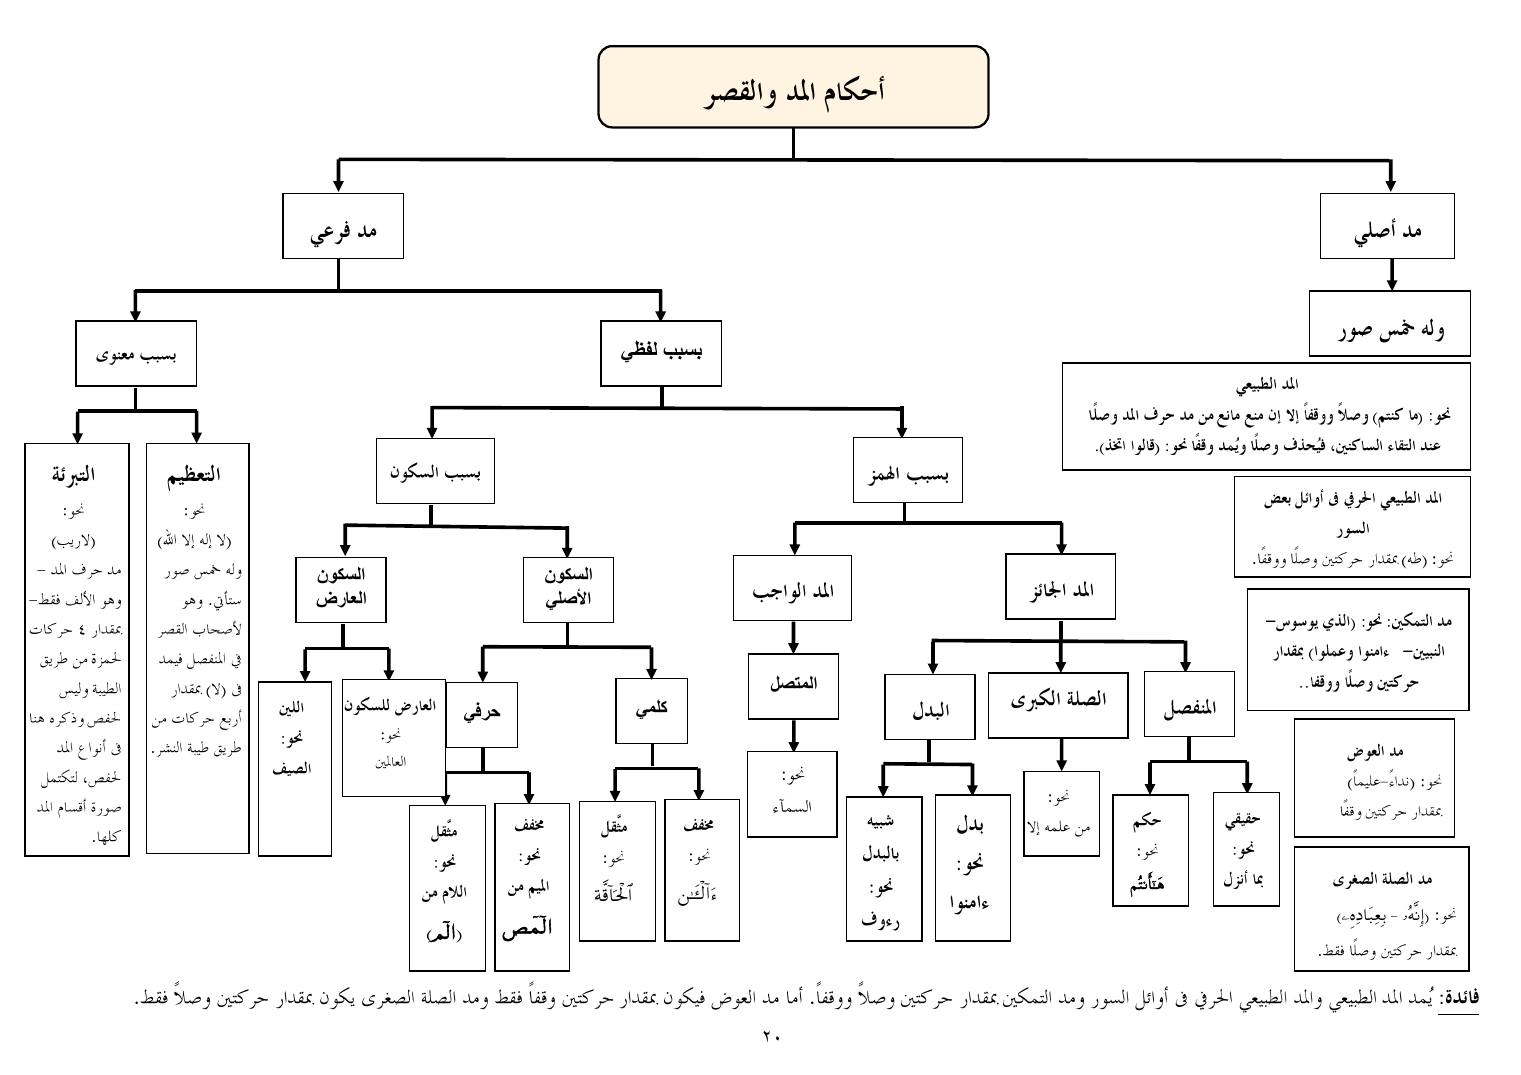 أحكام المد والقصر
مد أصلي
مد فرعي
وله خمس صور
بسبب لفظي
بسبب معنوى
المد الطبيعي
نحو: (ما كنتم) وصلاً ووقفاً إلا إن منع مانع من مد حرف المد وصلًا
عند التقاء الساكنين، فيُحذف وصلًا ويُمد وقفًا نحو: (قالوا اتخذ).
المد الطبيعي الحرفي فى أوائل بعض
السور
نحو: (طه) بمقدار حركتين وصلًا ووقفًا.
مد التمكين: نحو: (الذي يوسوس–
النبيين– ءامنوا وعملوا) بمقدار
حركتين وصلًا ووقفا..
مد العوض
نحو: (نداءً–عليماً)
بمقدار حركتين وقفًا
مد الصلة الصغرى
نحو: (إِنَّهُۥ - بِعِبَادِهِۦ)
بمقدار حركتين وصلًا فقط.
بسبب الهمز
بسبب السكون
المد الجائز
المد الواجب
المنفصل
الصلة الكبرى
البدل
حقيقي
نحو:
بما أنزل
حكم
نحو:
هَـَٰٓأَنتُم
نحو:
من علمه إلا
بدل
نحو:
ءامنوا
شبيه
بالبدل
نحو:
رءوف
المتصل
نحو:
السمآء
السكون
الأصلي
السكون
العارض
كلمي
حرفي
مخفف
نحو:
ءَآلْـَٰٔنَ
مثَّقل
نحو:
ٱلْحَآقَّة
مخفف
نحو:
الميم من
الٓمٓص
مثَّقل
نحو:
اللام من
(الٓم)
العارض للسكون
نحو:
العالمين
اللين
نحو:
الصيف
التعظيم
نحو:
(لا إله إلا الله)
وله خمس صور
ستأتي. وهو
لأصحاب القصر
في المنفصل فيمد
فى (لا) بمقدار
أربع حركات من
طريق طيبة النشر.
التبرئة
نحو:
(لاريب)
مد حرف المد –
وهو الألف فقط–
بمقدار ٤ حركات
لحمزة من طريق
الطيبة وليس
لحفص وذكره هنا
فى أنواع المد
لحفص، لتكتمل
صورة أقسام المد
كلها.
فائدة: يُمد المد الطبيعي والمد الطبيعي الحرفي فى أوائل السور ومد التمكين بمقدار حركتين وصلاً ووقفاً. أما مد العوض فيكون بمقدار حركتين وقفاً فقط ومد الصلة الصغرى يكون بمقدار حركتين وصلاً فقط.
٢٠